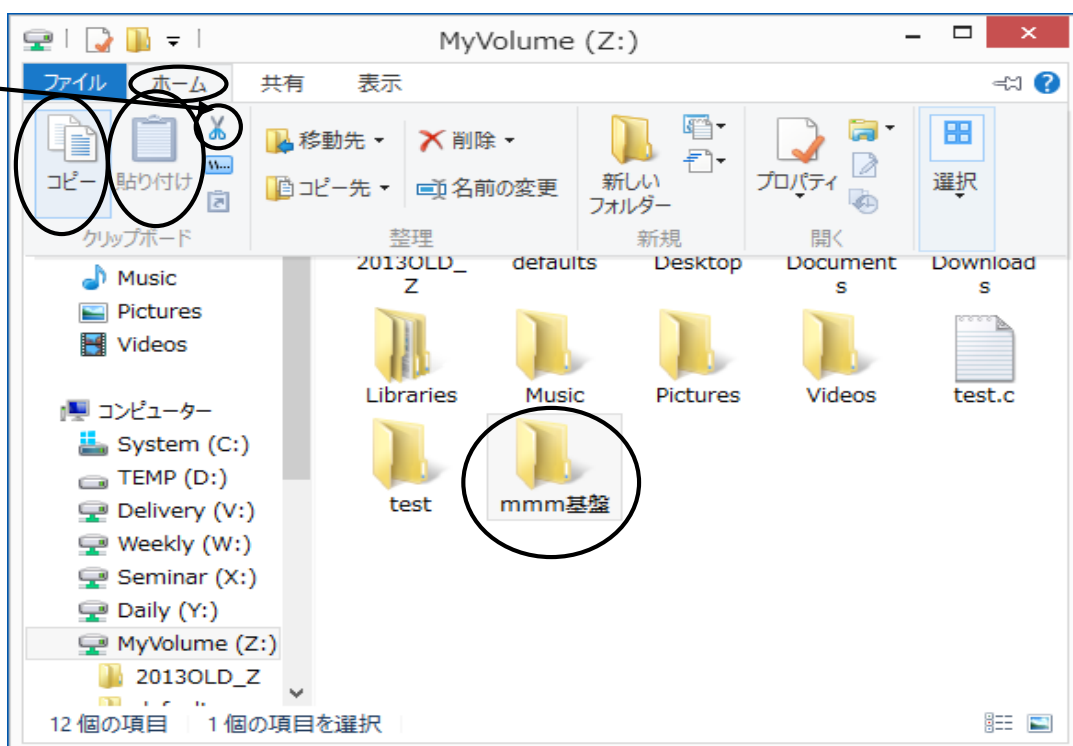 MyVolume (Z:)
ファイル ホーム 共有 表示
コピー
貼り付け
移動先
コピー先
削除
名前の変更
新しい
フォルダー
プロパティ
選択
クリップボード 整理 新規 開く
Music
Pictures
Videos
コンピューター
System (C:)
TEMP (D:)
Delivery (V:)
Weekly (W:)
Seminar (X:)
Daily (Y:)
MyVolume (Z:)
2013OLD_Z
2013OLD_
Z
defaults
Desktop
Document
s
Download
s
Libraries
Music
Pictures
Videos
test.c
test
mmm基盤
12 個の項目 1 個の項目を選択